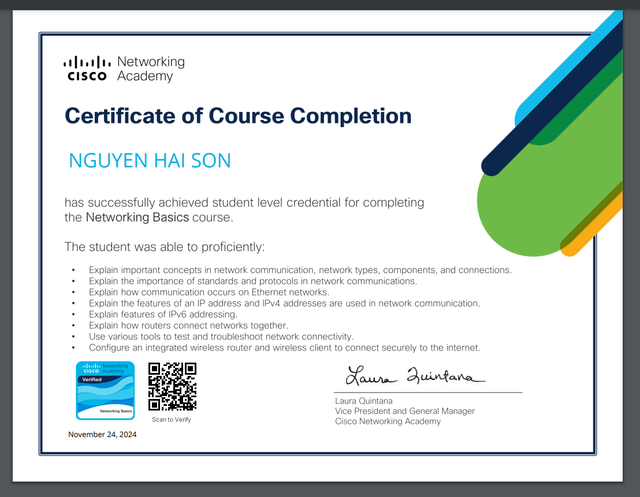 Networking
CISCO Academy
Certificate of Course Completion
NGUYEN HAI SON
has successfully achieved student level credential for completing
the Networking Basics course.
The student was able to proficiently:
• Explain important concepts in network communication, network types, components, and connections.
• Explain the importance of standards and protocols in network communications.
• Explain how communication occurs on Ethernet networks.
• Explain the features of an IP address and IPv4 addresses are used in network communication.
• Explain features of IPv6 addressing.
• Explain how routers connect networks together.
• Use various tools to test and troubleshoot network connectivity.
• Configure an integrated wireless router and wireless client to connect securely to the internet.
Networking
CISCO Academy
Verified
Networking Basics
Scan to Verify
November 24, 2024
Laura Quintana
Laura Quintana
Vice President and General Manager
Cisco Networking Academy